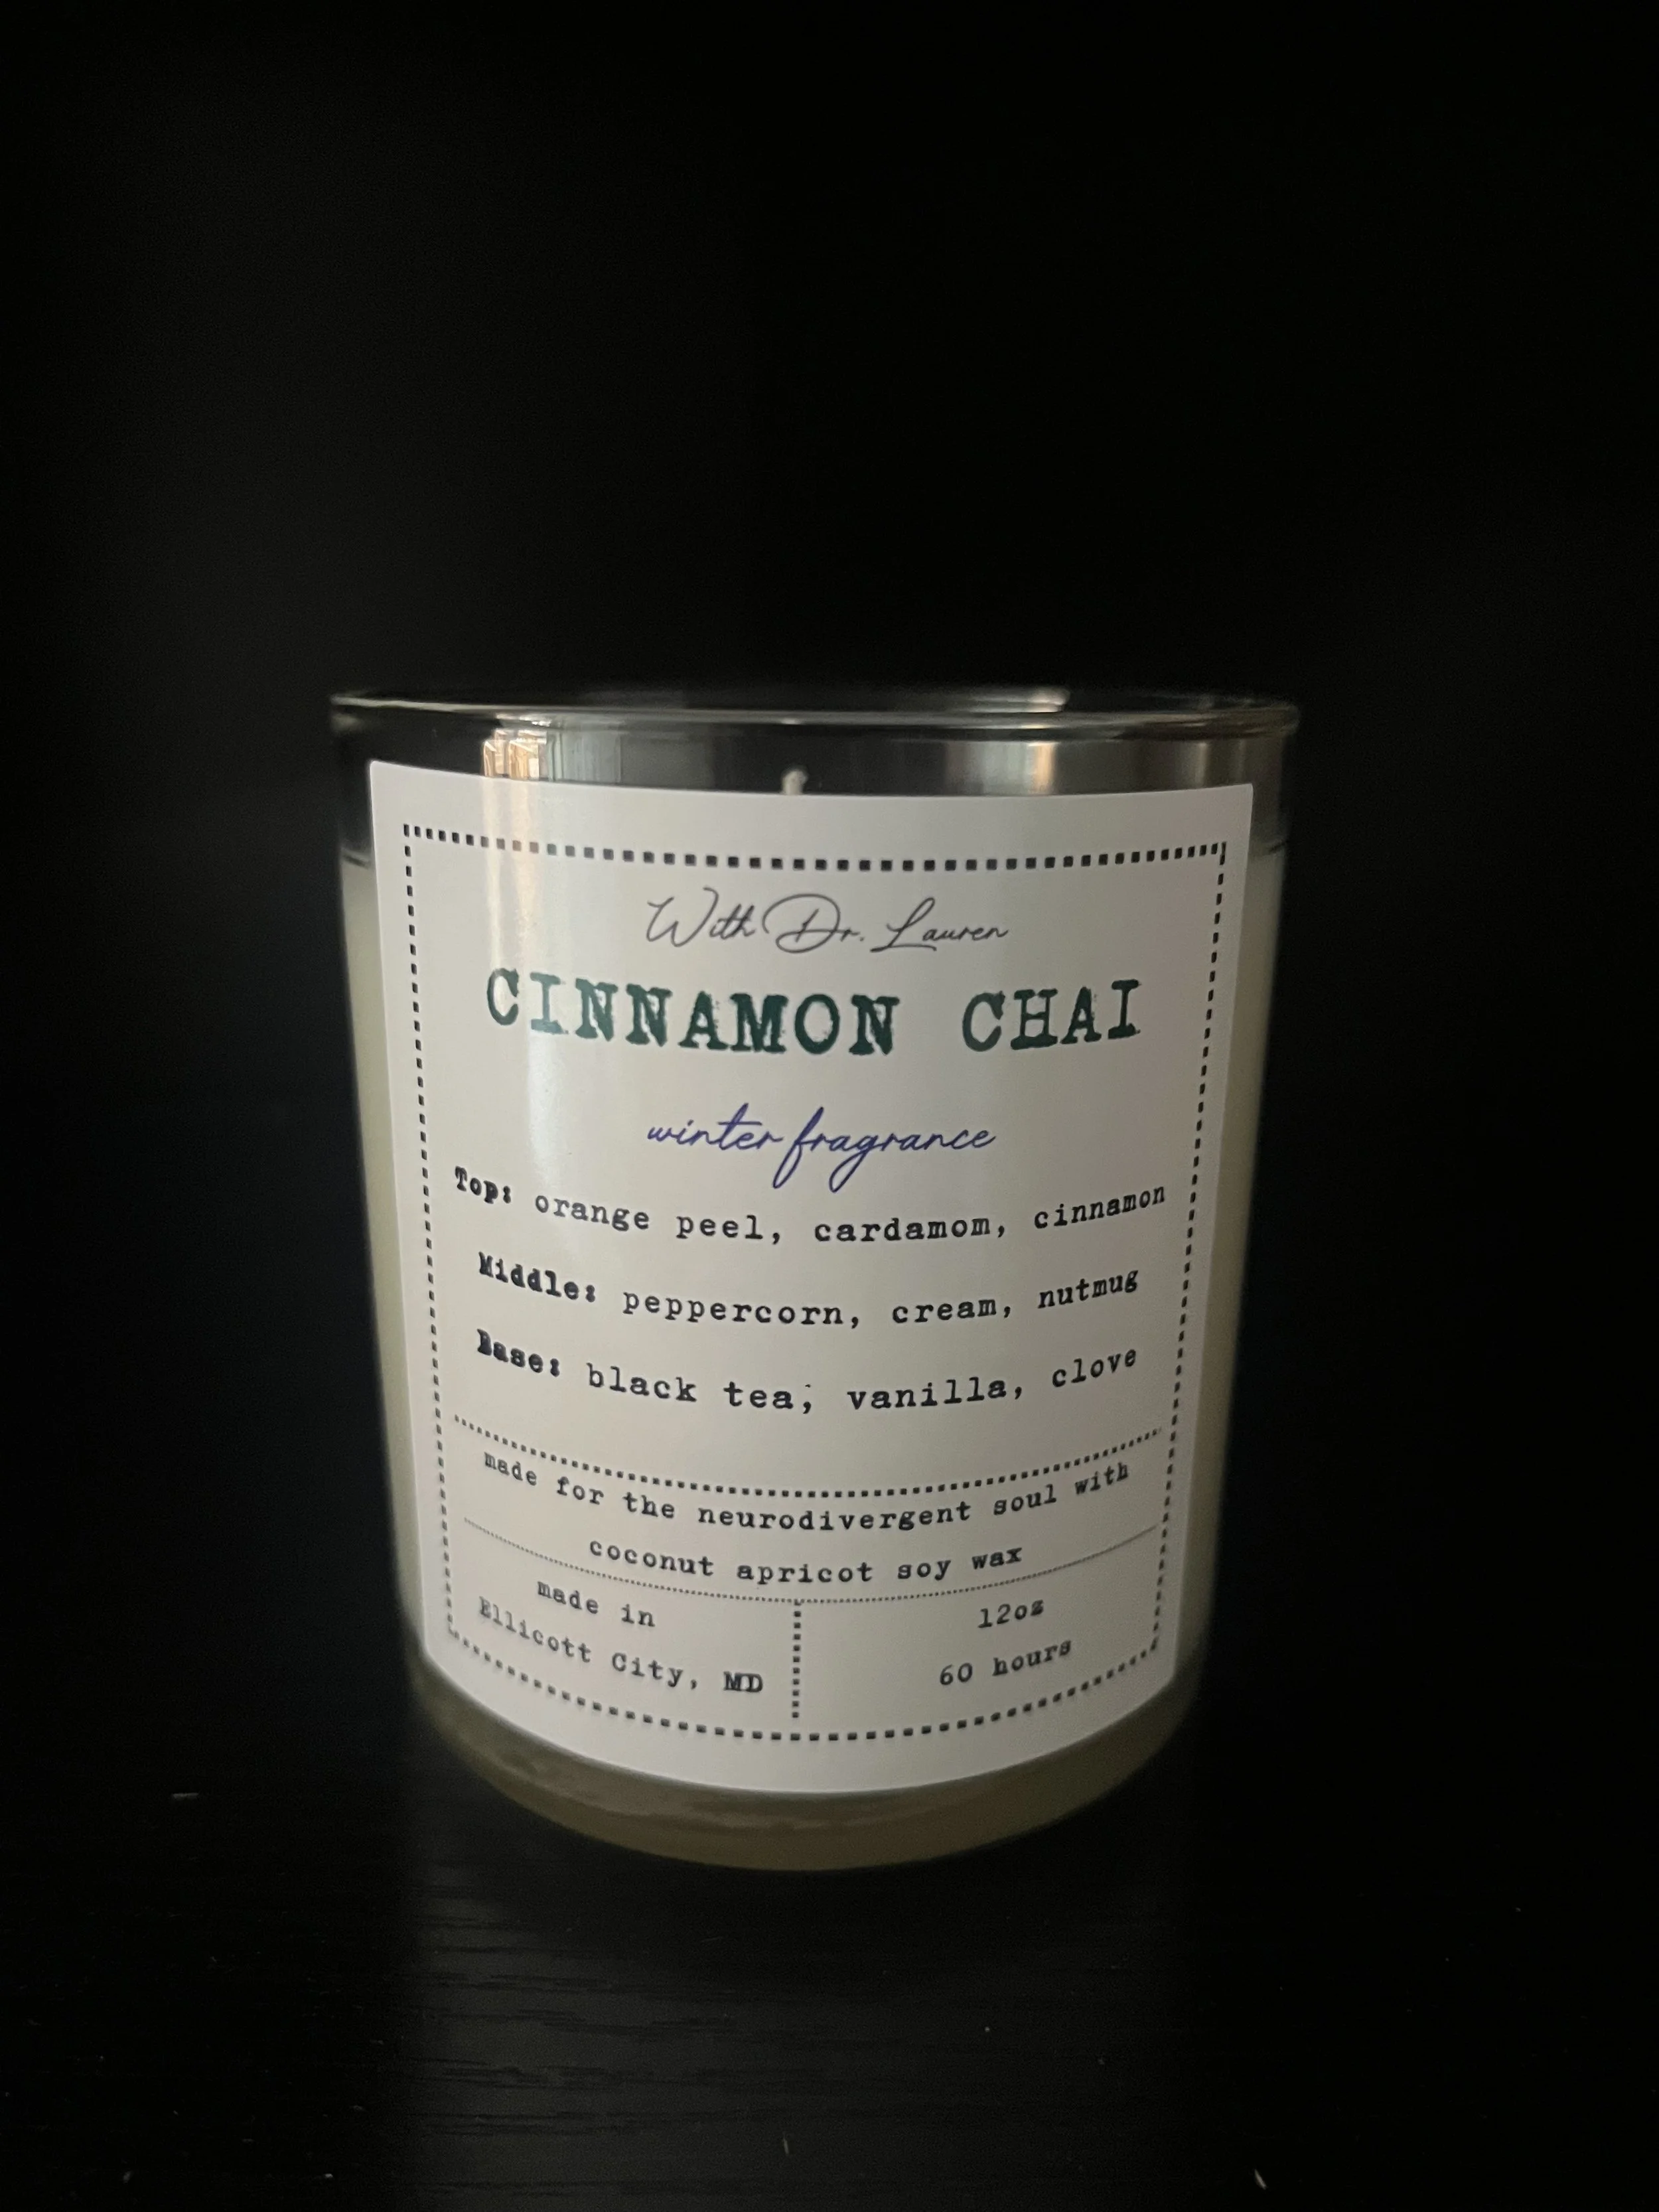 With Dr. Lauren
CINNAMON CHAI
winter fragrance
Top: orange peel, cardamom, cinnamon
Middle: peppercorn, cream, nutmug
Base: black tea, vanilla, clove
made for the neurodivergent soul with
coconut apricot soy wax
made in
Ellicott City, MD
12oz
60 hours